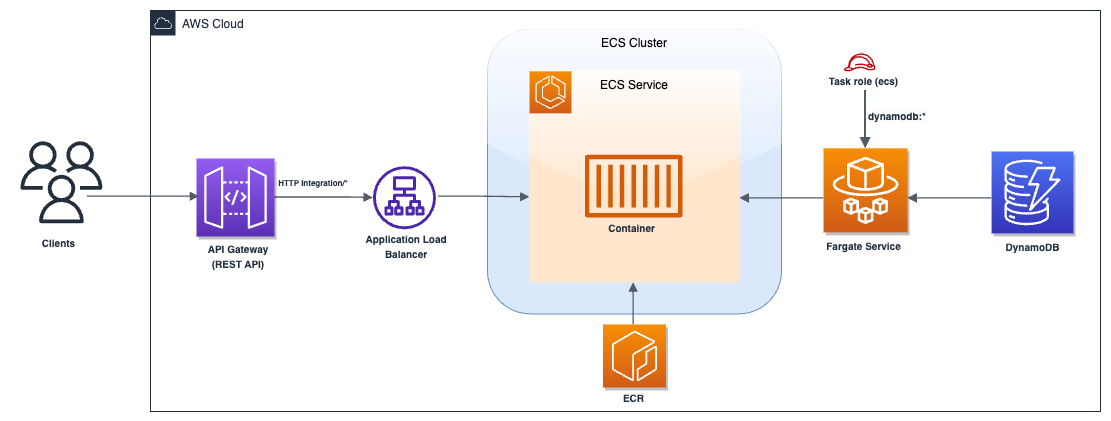 AWS Cloud
ECS Cluster
ECS Service
Task role (ecs)
dynamodb:*
HTTP Integration/*
Container
Clients
API Gateway
(REST API)
Application Load
Balancer
Fargate Service
DynamoDB
ECR